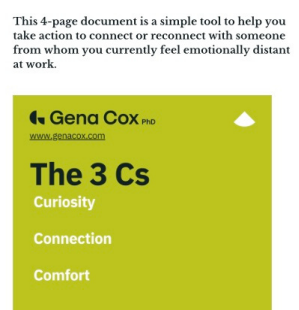 This 4-page document is a simple tool to help you
take action to connect or reconnect with someone
from whom you currently feel emotionally distant
at work.
Gena Cox PhD
www.genacox.com
The 3 Cs
Curiosity
Connection
Comfort